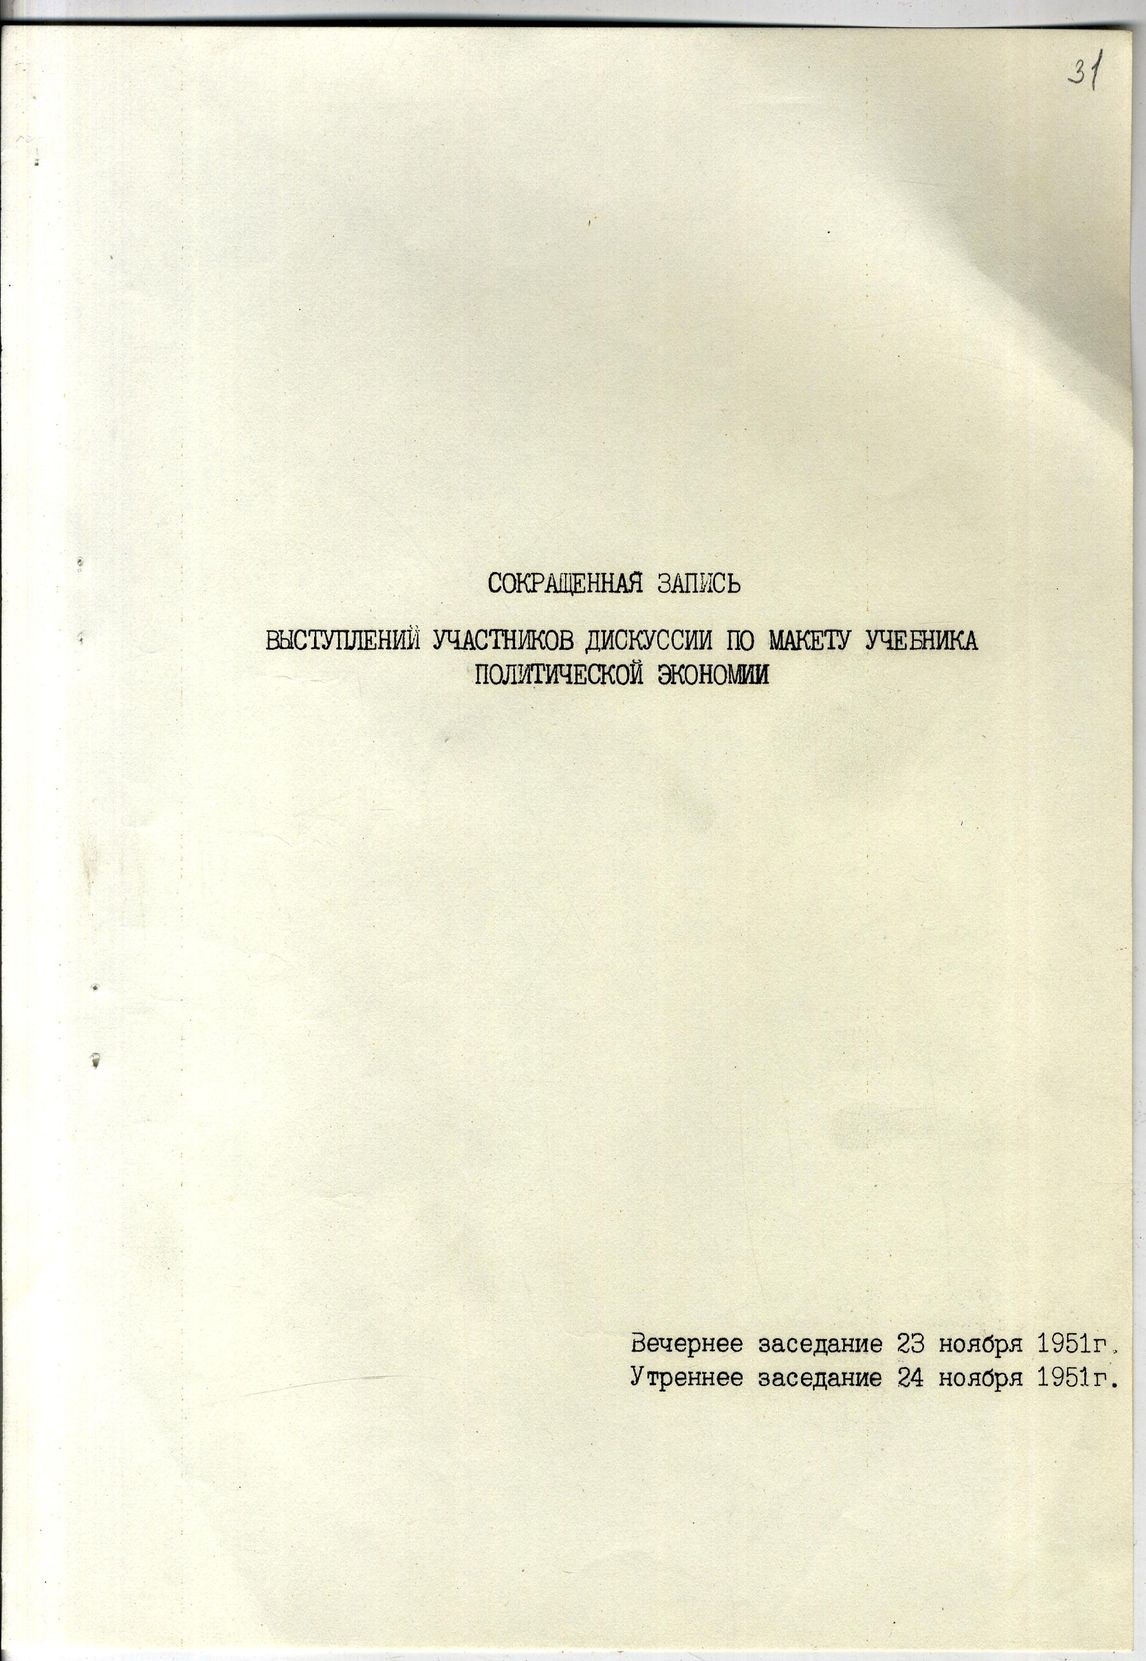 31
СОКРАЩЕННАЯ ЗАПИСЬ
ВЫСТУПЛЕНИЙ УЧАСТНИКОВ ДИСКУССИИ ПО МАКЕТУ УЧЕБНИКА
ПОЛИТИЧЕСКОЙ ЭКОНОМИИ
Вечернее заседание 23 ноября 1951г.
Утреннее заседание 24 ноября 1951г.